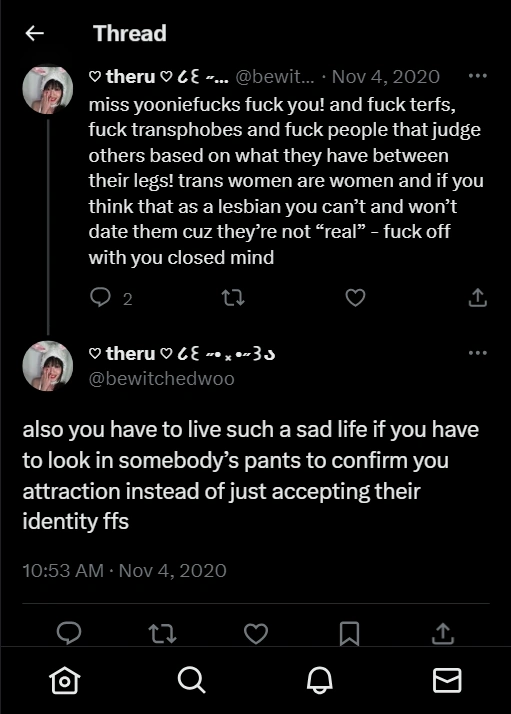 Thread
♡ theru ♡ ૮꒰ ~... @bewit... · Nov 4, 2020
miss yooniefucks fuck you! and fuck terfs,
fuck transphobes and fuck people that judge
others based on what they have between
their legs! trans women are women and if you
think that as a lesbian you can’t and won’t
date them cuz they’re not “real” - fuck off
with you closed mind
2
♡ theru ♡
@bewitchedwoo
also you have to live such a sad life if you have
to look in somebody’s pants to confirm you
attraction instead of just accepting their
identity ffs
10:53 AM · Nov 4, 2020